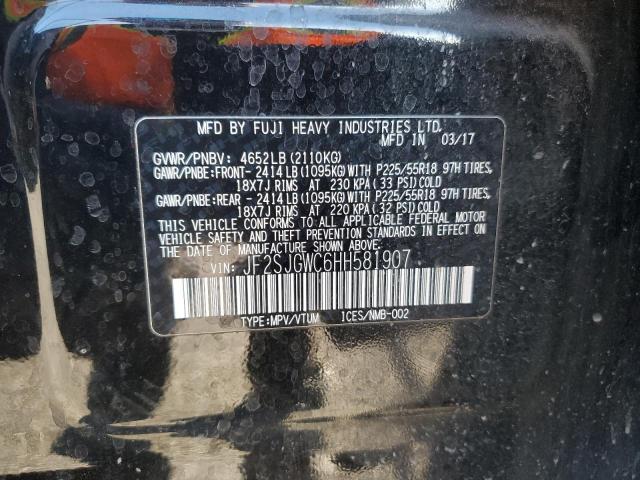 MFD BY FUJI HEAVY INDUSTRIES LTD.
MFD IN 03/17
GVWR/PNBV: 4652LB (2110KG)
GAWR/PNBE:FRONT- 2414LB (1095KG) WITH P225/55R18 97H TIRES,
18X7J RIMS AT 230 KPA (33 PSI) COLD
GAWR/PNBE:REAR - 2414LB (1095KG) WITH P225/55R18 97H TIRES,
18X7J RIMS AT 220 KPA (32 PSI) COLD
THIS VEHICLE CONFORMS TO ALL APPLICABLE FEDERAL MOTOR
VEHICLE SAFETY AND THEFT PREVENTION STANDARDS IN EFFECT ON
THE DATE OF MANUFACTURE SHOWN ABOVE.
VIN: JF2SJGWC6HH581907
TYPE:MPV/VTUM ICES/NMB-002